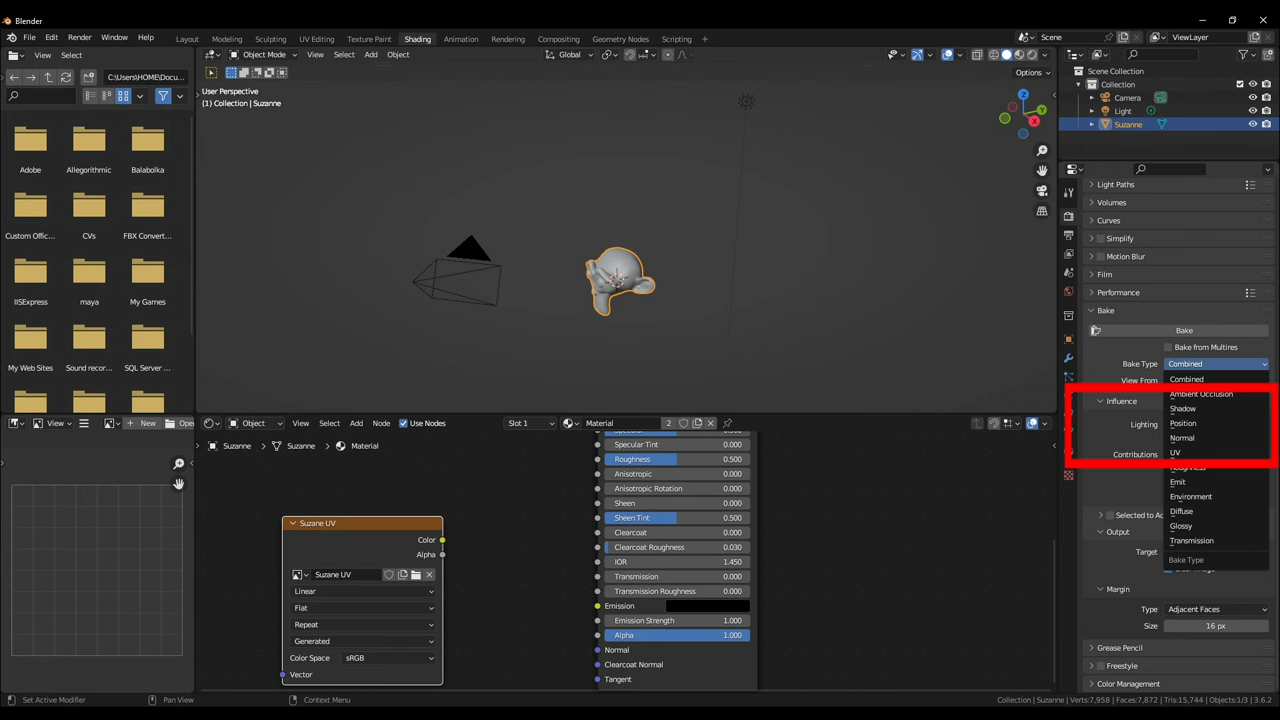 Blender
File Edit Render Window Help
Layout Modeling Sculpting UV Editing Texture Paint Shading Animation Rendering Compositing Geometry Nodes Scripting
Scene
ViewLayer
View Select
Object Mode View Select Add Object
Global
Options
C:\Users\HOME\Docu...
User Perspective
(1) Collection | Suzanne
Z
Y
X
Adobe Allegorithmic Balabolka
Custom Offic... CVs FBX Convert...
IISExpress maya My Games
My Web Sites Sound recor... SQL Server ...
Scene Collection
Collection
Camera
Light
Suzanne
Light Paths
Volumes
Curves
Simplify
Motion Blur
Film
Performance
Bake
Bake
Bake from Multires
Bake Type Combined
View From Combined
Influence Ambient Occlusion
Shadow
Lighting Position
Normal
Contributions UV
Roughness
Emit
Environment
Diffuse
Selected to Ac
Glossy
Output Transmission
Target Bake Type
Clear Image
Margin
Type Adjacent Faces
Size 16 px
Grease Pencil
Freestyle
Color Management
View New Open
Object View Select Add Node Use Nodes Slot 1 Material 2
Suzanne Suzanne Material
Specular 0.500
Specular Tint 0.000
Roughness 0.500
Anisotropic 0.000
Anisotropic Rotation 0.000
Sheen 0.000
Sheen Tint 0.500
Clearcoat 0.000
Clearcoat Roughness 0.030
IOR 1.450
Transmission 0.000
Transmission Roughness 0.000
Emission
Emission Strength 1.000
Alpha 1.000
Normal
Clearcoat Normal
Tangent
Suzane UV
Color
Alpha
Suzane UV
Linear
Flat
Repeat
Generated
Color Space sRGB
Vector
Set Active Modifier Pan View Context Menu
Collection | Suzanne | Verts:7,958 | Faces:7,872 | Tris:15,744 | Objects:1/3 | 3.6.2